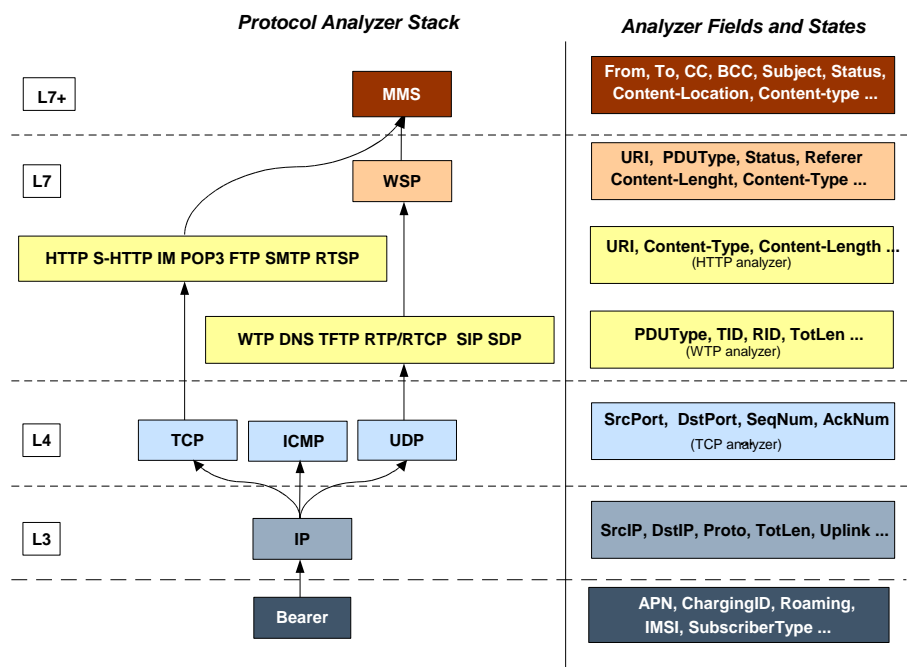 Protocol Analyzer Stack
Analyzer Fields and States
L7+
MMS
From, To, CC, BCC, Subject, Status,
Content-Location, Content-type ...
L7
WSP
URI, PDUType, Status, Referer
Content-Lenght, Content-Type ...
HTTP S-HTTP IM POP3 FTP SMTP RTSP
URI, Content-Type, Content-Length ...
(HTTP analyzer)
WTP DNS TFTP RTP/RTCP SIP SDP
PDUType, TID, RID, TotLen ...
(WTP analyzer)
L4
TCP
ICMP
UDP
SrcPort, DstPort, SeqNum, AckNum
...
(TCP analyzer)
L3
IP
SrcIP, DstIP, Proto, TotLen, Uplink ...
Bearer
APN, ChargingID, Roaming,
IMSI, SubscriberType ...